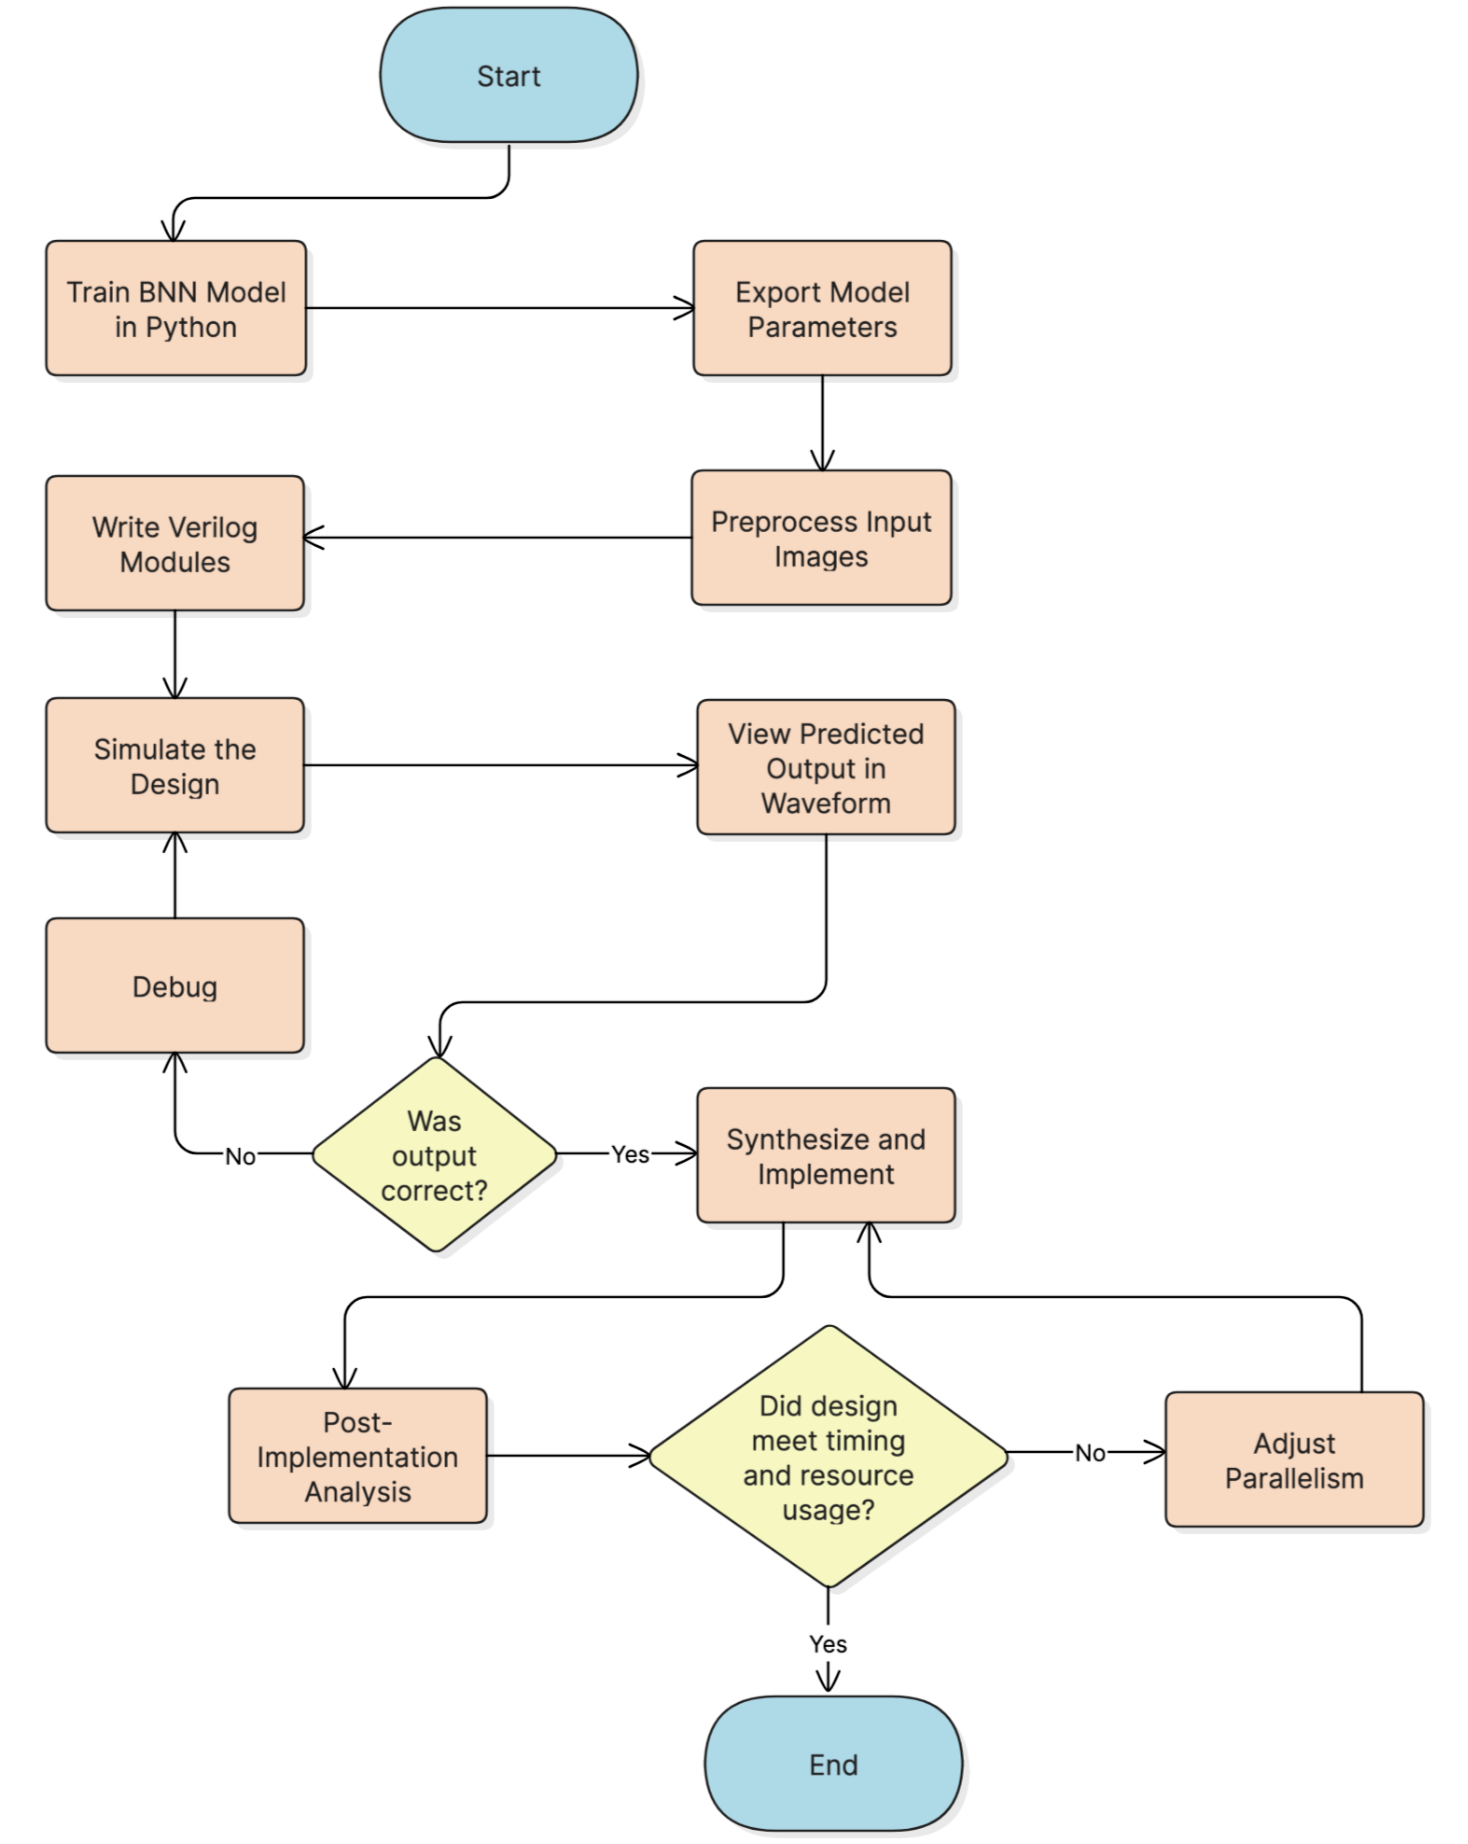 Start
Train BNN Model
in Python
Export Model
Parameters
Write Verilog
Modules
Preprocess Input
Images
Simulate the
Design
View Predicted
Output in
Waveform
Debug
Was
output
correct?
No
Yes
Synthesize and
Implement
Post-
Implementation
Analysis
Did design
meet timing
and resource
usage?
No
Adjust
Parallelism
Yes
End